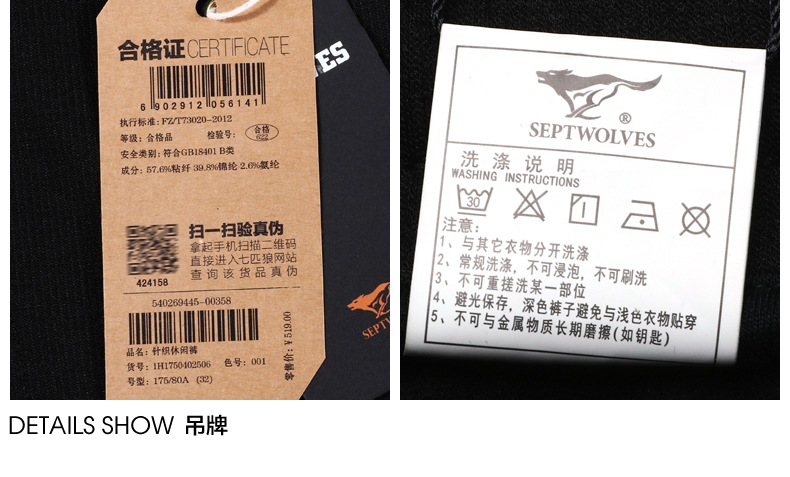 合格证CERTIFICATE
6 902912 056141
执行标准: FZ/T73020-2012
等级: 合格品 检验号: 合格 022
安全类别: 符合GB18401 B类
成分: 57.6%粘纤 39.8%锦纶 2.6%氨纶
扫一扫验真伪
拿起手机扫描二维码
直接进入七匹狼网站
查询该货品真伪
424158
540269445-00358
品名: 针织休闲裤
货号: 1H1750402506 色号: 001
号型: 175/80A (32)
零售价: ¥519.00
VES
SEPTW
SEPTWOLVES
®
洗涤说明
WASHING INSTRUCTIONS
30
注意:
1、与其它衣物分开洗涤
2、常规洗涤, 不可浸泡, 不可刷洗
3、不可重搓洗某一部位
4、避光保存, 深色裤子避免与浅色衣物贴穿
5、不可与金属物质长期磨擦(如钥匙)
DETAILS SHOW 吊牌